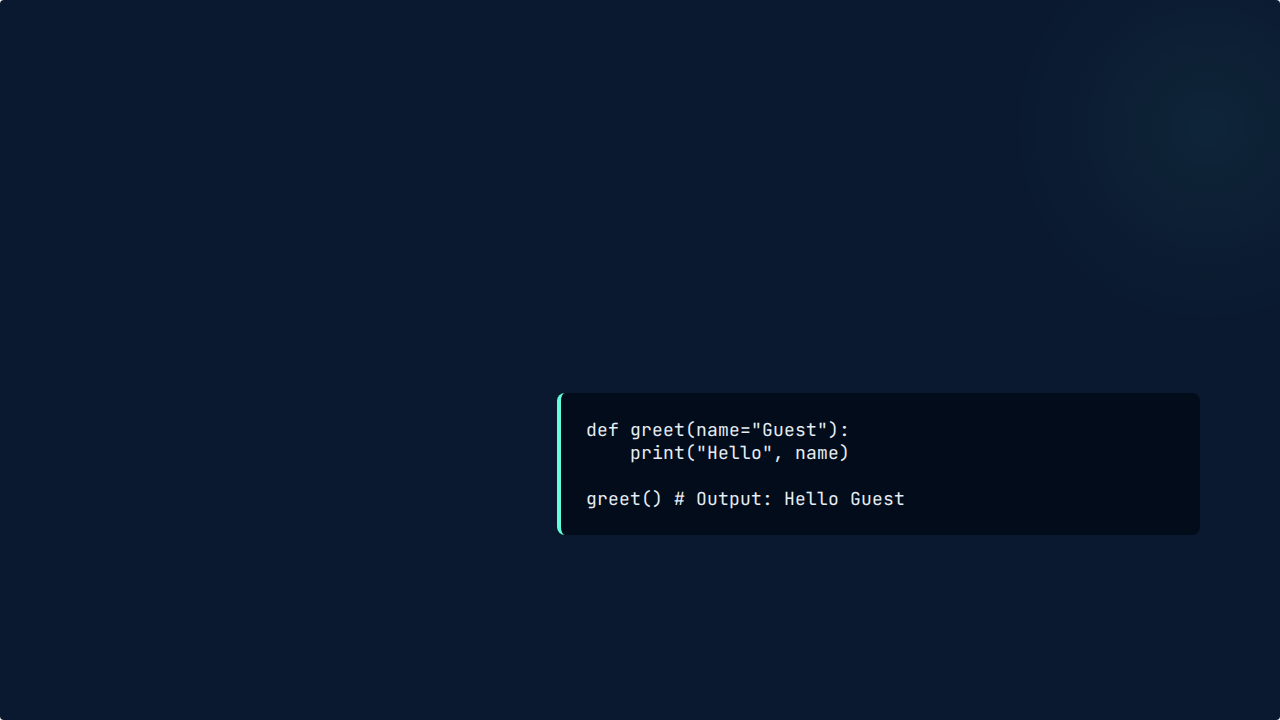 def greet(name="Guest"):
    print("Hello", name)

greet() # Output: Hello Guest